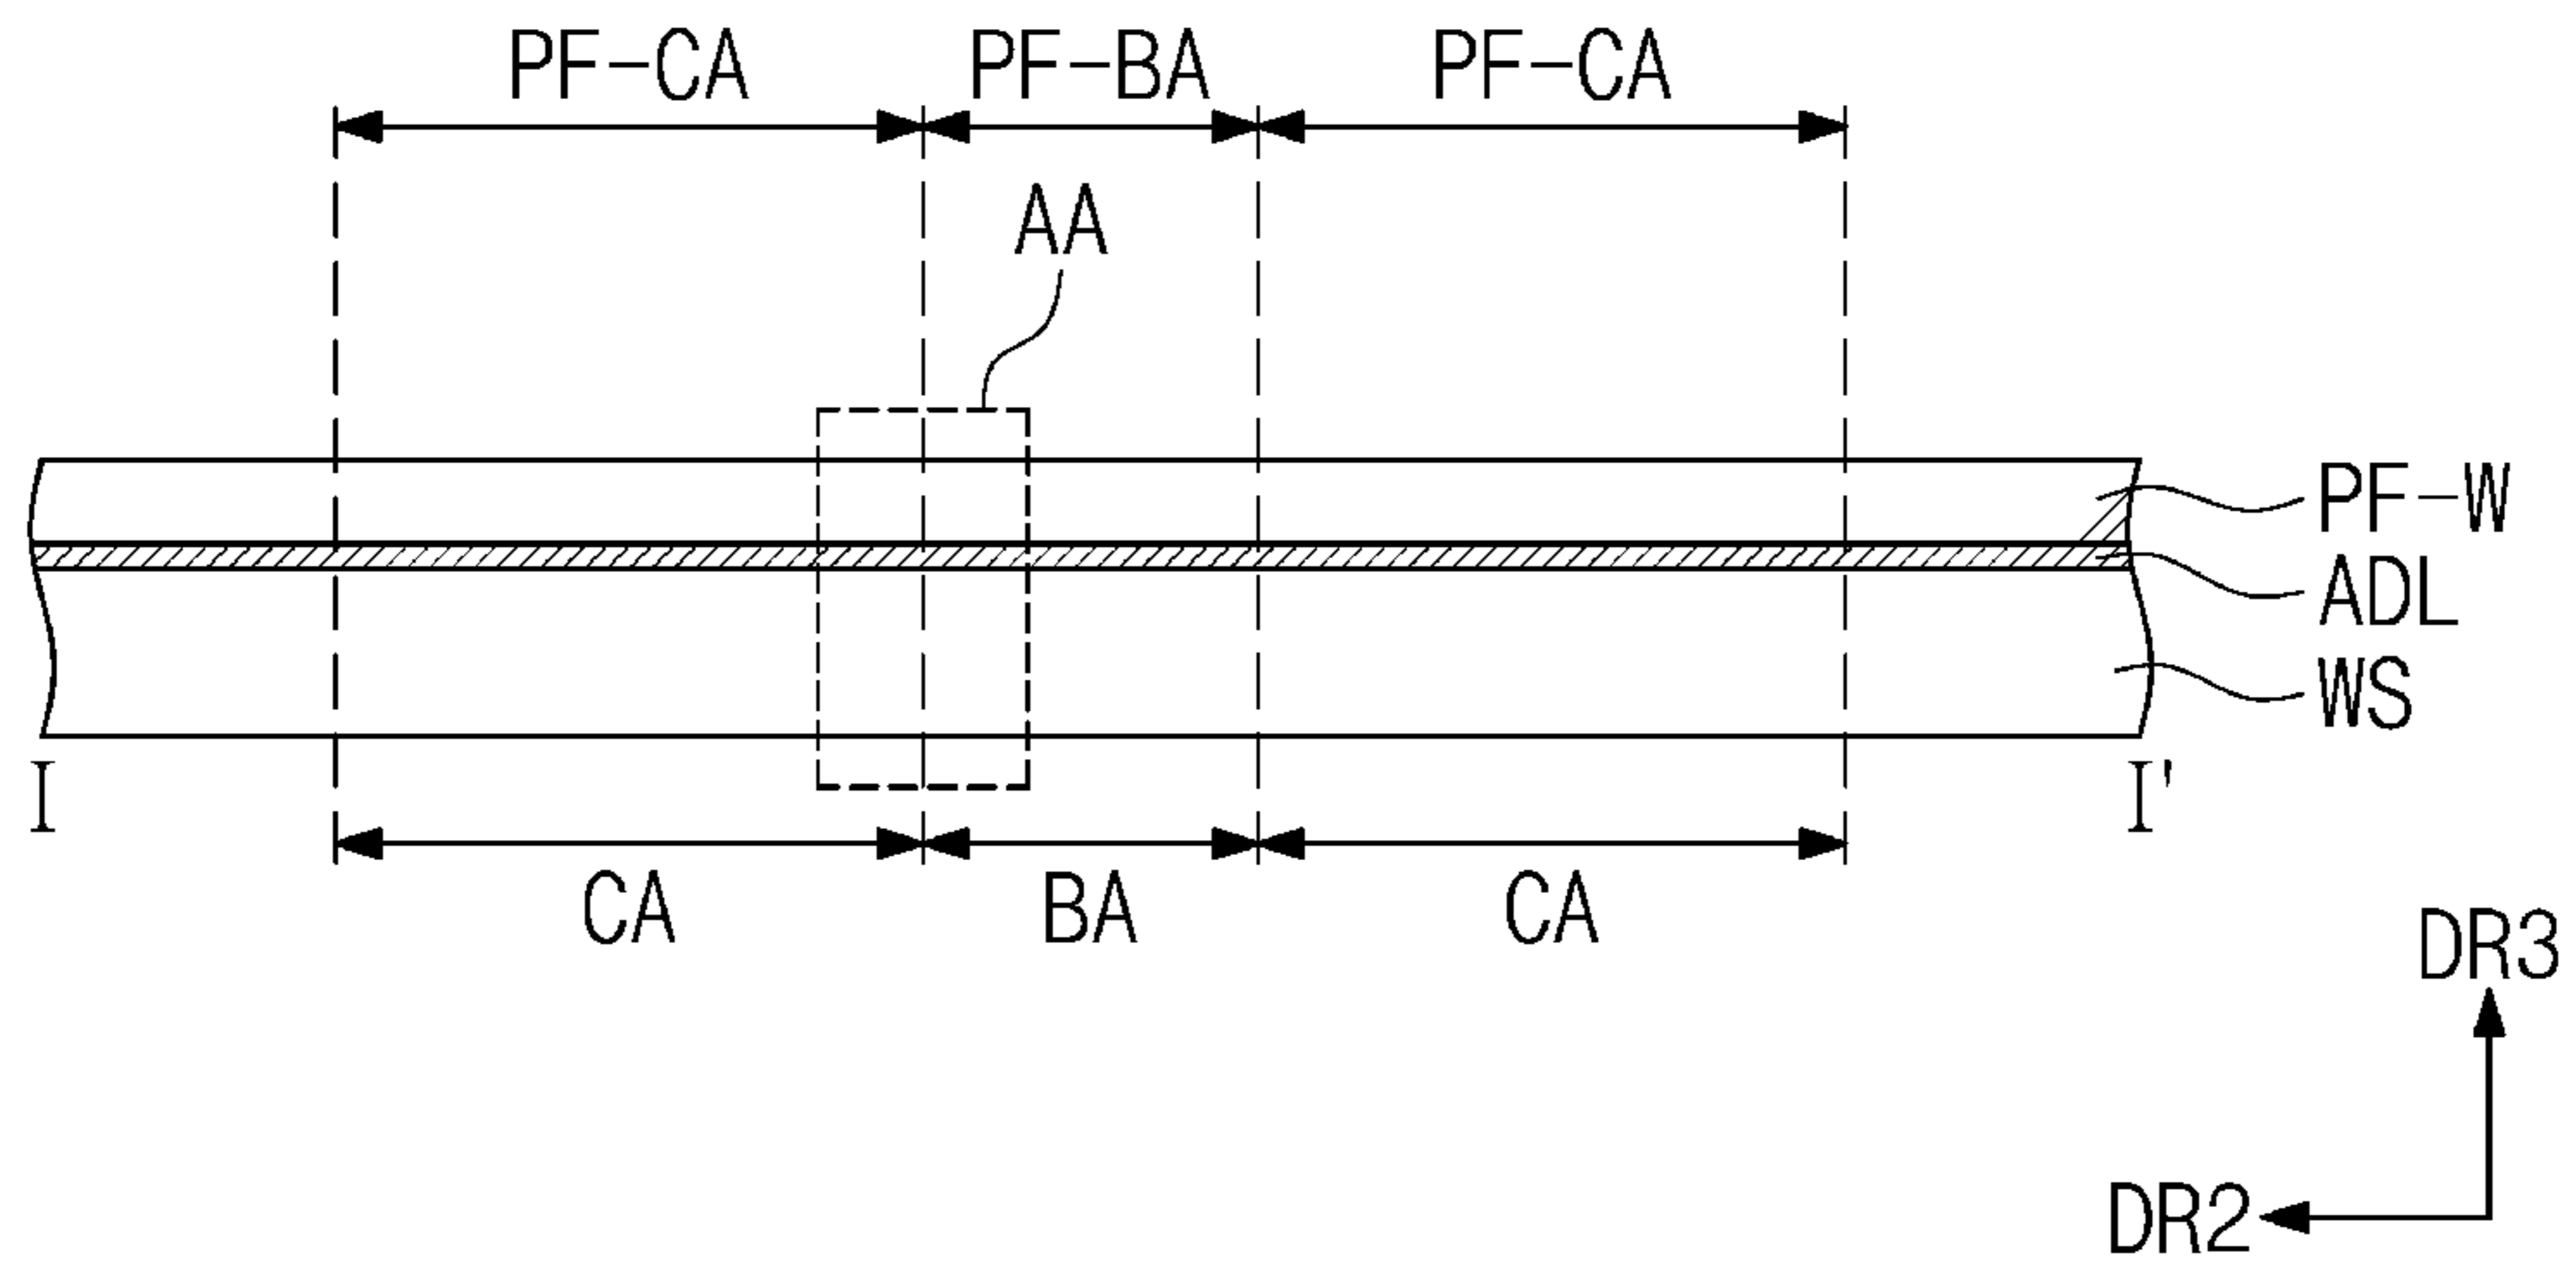 PF-CA PF-BA PF-CA
AA
PF-W
ADL
WS
I I'
CA BA CA
DR3
DR2